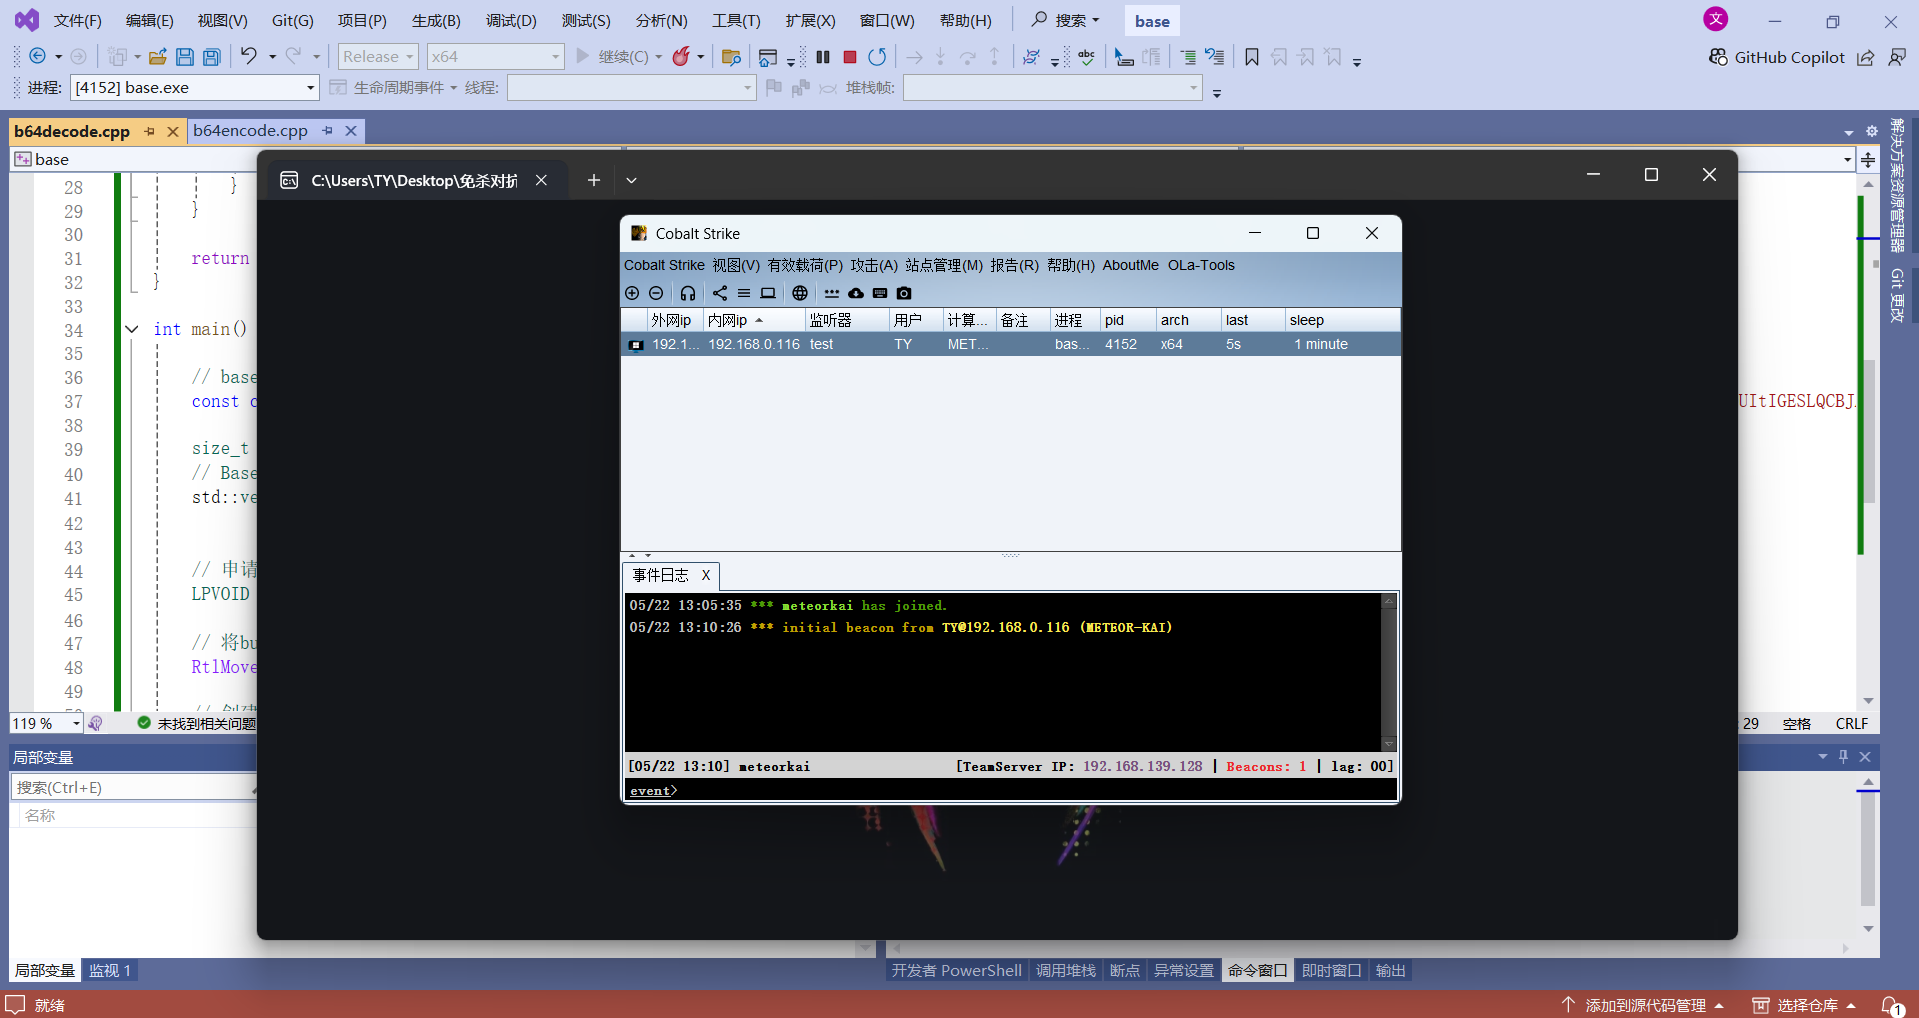 文件(F) 编辑(E) 视图(V) Git(G) 项目(P) 生成(B) 调试(D) 测试(S) 分析(N) 工具(T) 扩展(X) 窗口(W) 帮助(H) 搜索 base 文
Release x64 继续(C) GitHub Copilot
进程: [4152] base.exe 生命周期事件 线程: 堆栈帧:
b64decode.cpp b64encode.cpp
base
解决方案资源管理器
Git 更改
C:\Users\TY\Desktop\免杀对抗
28 }
29 }
30
31 return
32 }
33
34 int main()
35
36 // base
37 const c
UItIGESLQCBJ
38
39 size_t
40 // Base
41 std::ve
42
43
44 // 申请
45 LPVOID
46
47 // 将bu
48 RtlMove
49
// 创建
119 % 未找到相关问题
: 29 空格 CRLF
Cobalt Strike
Cobalt Strike 视图(V) 有效载荷(P) 攻击(A) 站点管理(M) 报告(R) 帮助(H) AboutMe OLa-Tools
外网ip 内网ip 监听器 用户 计算... 备注 进程 pid arch last sleep
192.1... 192.168.0.116 test TY MET... bas... 4152 x64 5s 1 minute
事件日志 X
05/22 13:05:35 *** meteorkai has joined.
05/22 13:10:26 *** initial beacon from TY@192.168.0.116 (METEOR-KAI)
[05/22 13:10] meteorkai [TeamServer IP: 192.168.139.128 | Beacons: 1 | lag: 00]
event>
局部变量
搜索(Ctrl+E)
名称
局部变量 监视 1
开发者 PowerShell 调用堆栈 断点 异常设置 命令窗口 即时窗口 输出
就绪 添加到源代码管理 选择仓库 1